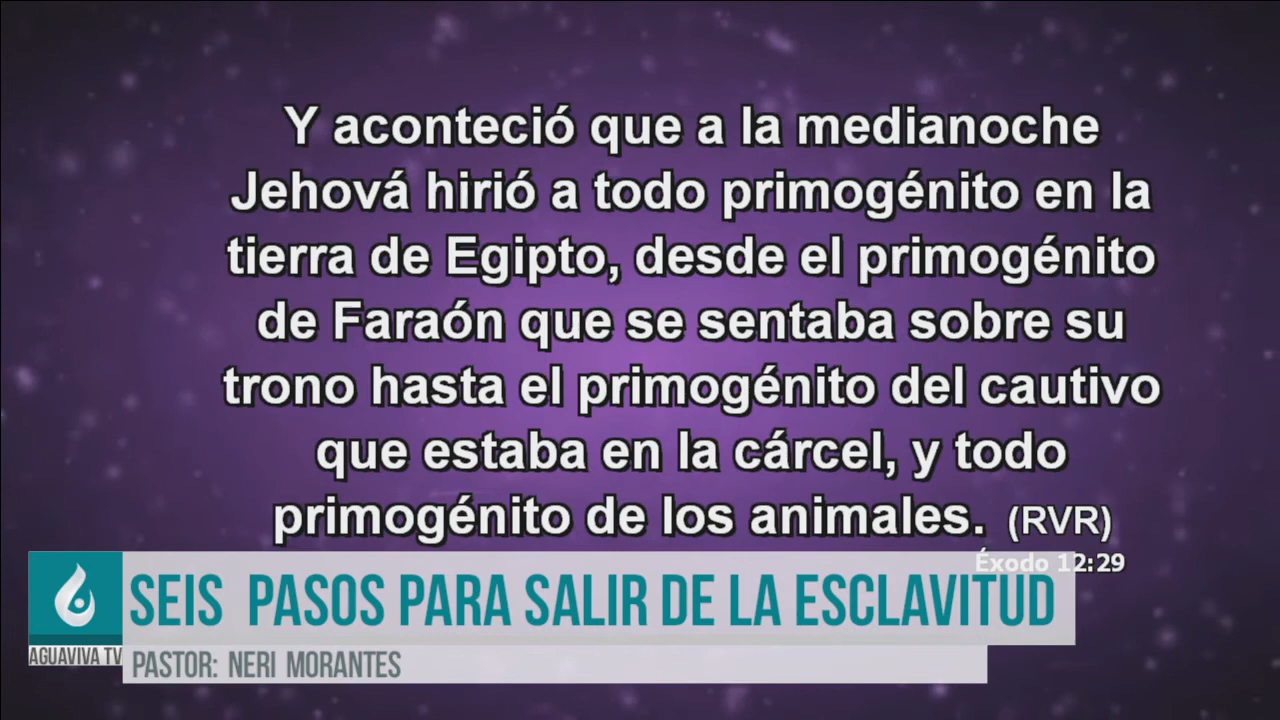 Y aconteció que a la medianoche
Jehová hirió a todo primogénito en la
tierra de Egipto, desde el primogénito
de Faraón que se sentaba sobre su
trono hasta el primogénito del cautivo
que estaba en la cárcel, y todo
primogénito de los animales. (RVR)
Éxodo 12:29
SEIS PASOS PARA SALIR DE LA ESCLAVITUD
AGUAVIVA TV
PASTOR: NERI MORANTES